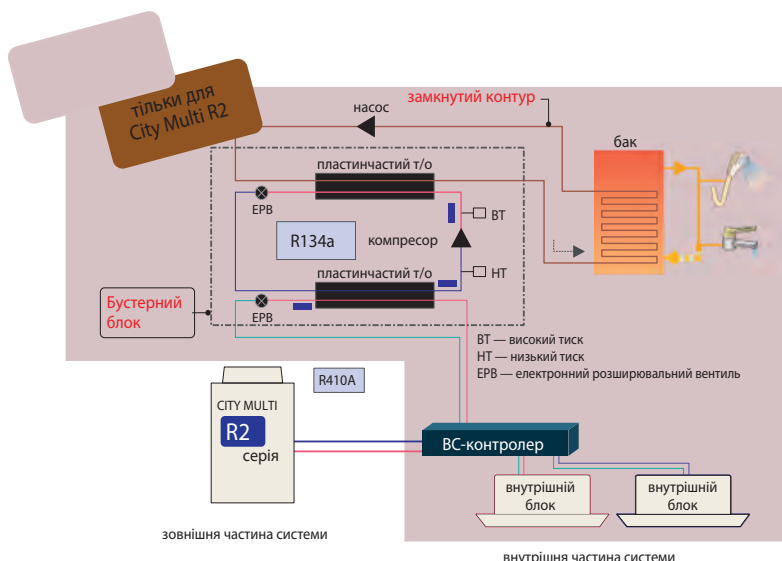 тільки для
City Multi R2
насос
замкнутий контур
бак
пластинчастий т/о
ЕРВ
ВТ
R134a
компресор
НТ
пластинчастий т/о
ЕРВ
Бустерний
блок
ВТ — високий тиск
НТ — низький тиск
ЕРВ — електронний розширювальний вентиль
R410A
CITY MULTI
R2
серія
ВС-контролер
внутрішній
блок
внутрішній
блок
зовнішня частина системи
внутрішня частина системи